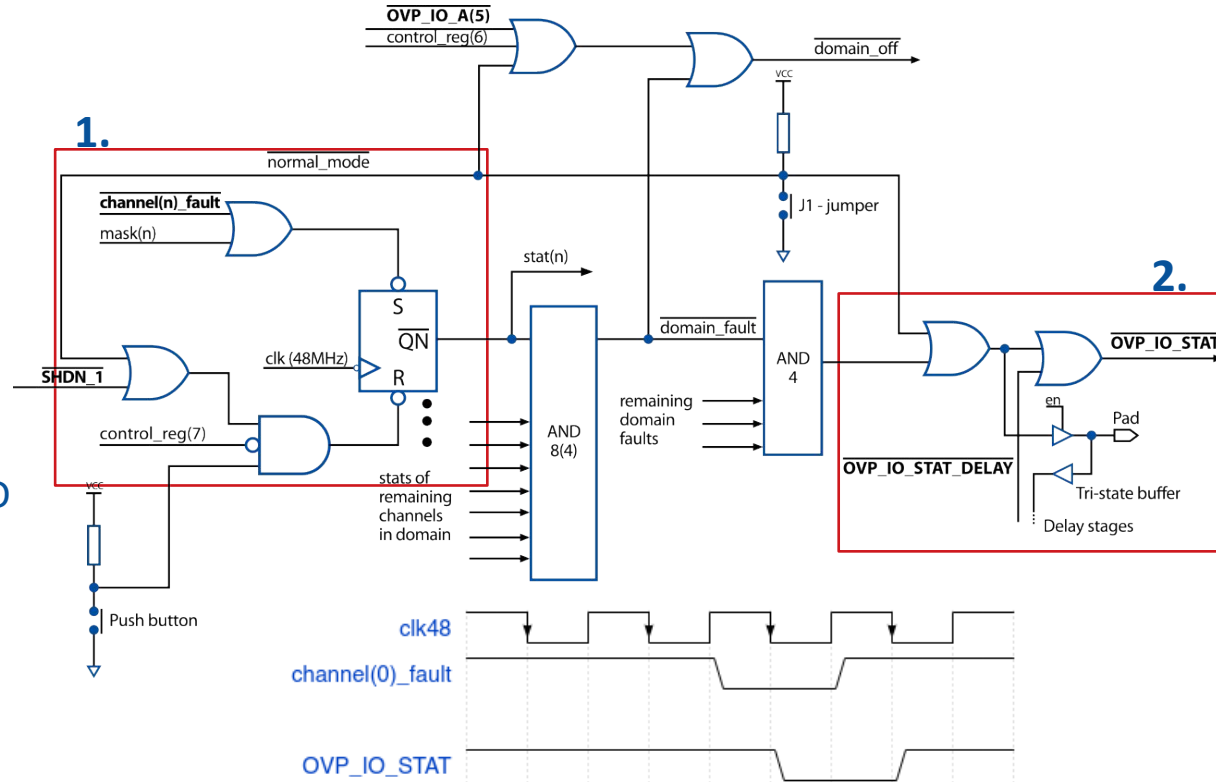 OVP_IO_A(5)
control_reg(6)
domain_off
VCC
1.
normal_mode
channel(n)_fault
mask(n)
J1 - jumper
stat(n)
2.
S
QN
domain_fault
OVP_IO_STAT
clk (48MHz)
R
AND
4
SHDN_1
remaining
domain
faults
en
Pad
control_reg(7)
AND
8(4)
OVP_IO_STAT_DELAY
stats of
remaining
channels
in domain
VCC
Tri-state buffer
Delay stages
Push button
clk48
channel(0)_fault
OVP_IO_STAT